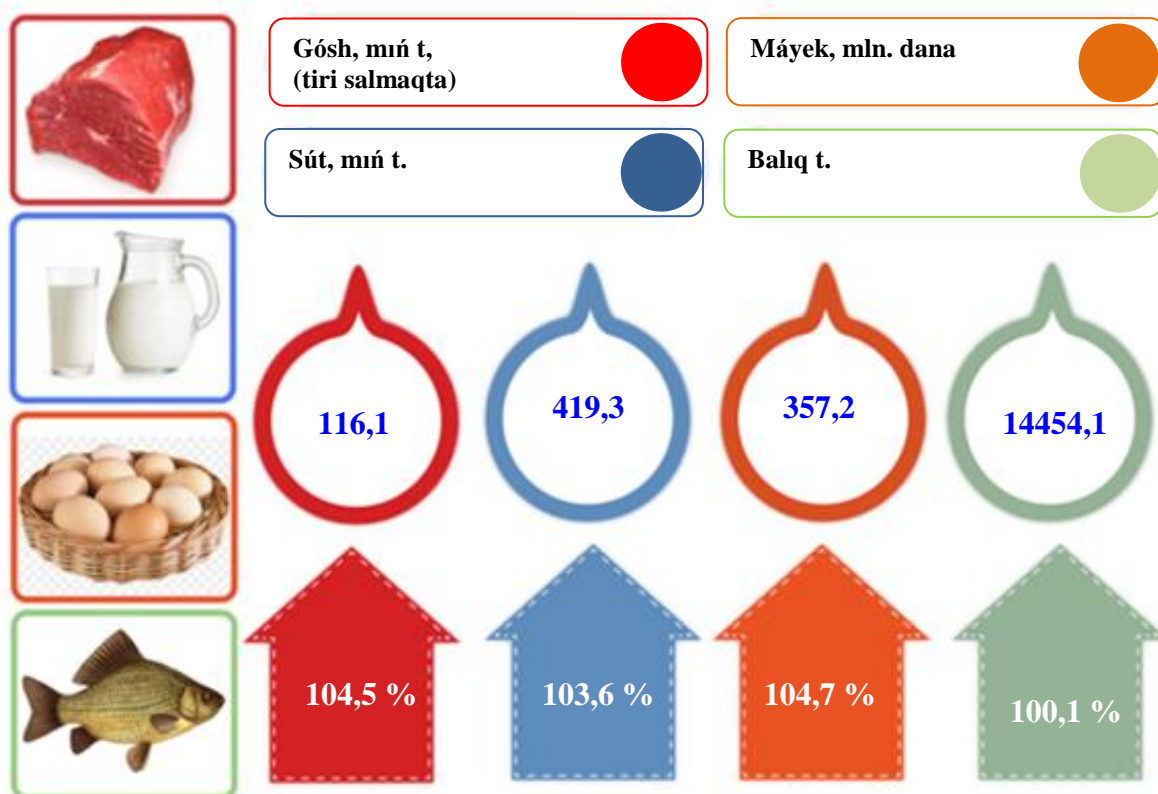 Gósh, mıń t,
(tiri salmaqta)
Máyek, mln. dana
Sút, mıń t.
Balıq t.
116,1
419,3
357,2
14454,1
104,5 %
103,6 %
104,7 %
100,1 %